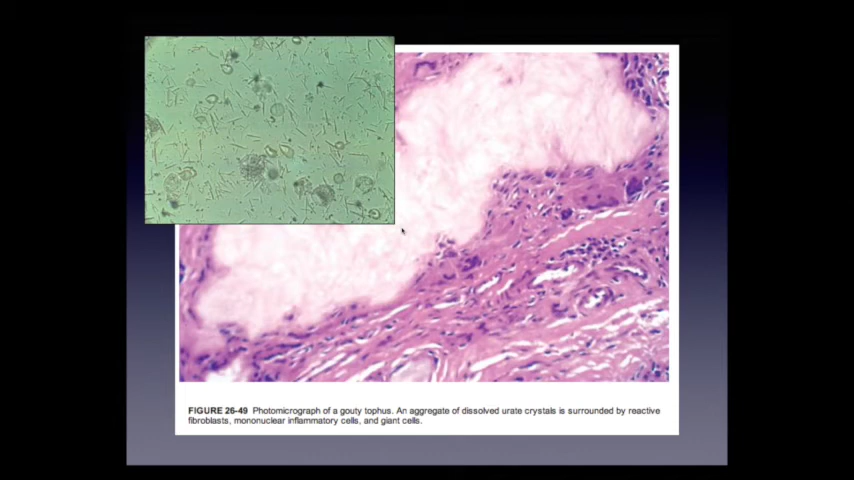 FIGURE 26-49 Photomicrograph of a gouty tophus. An aggregate of dissolved urate crystals is surrounded by reactive
fibroblasts, mononuclear inflammatory cells, and giant cells.